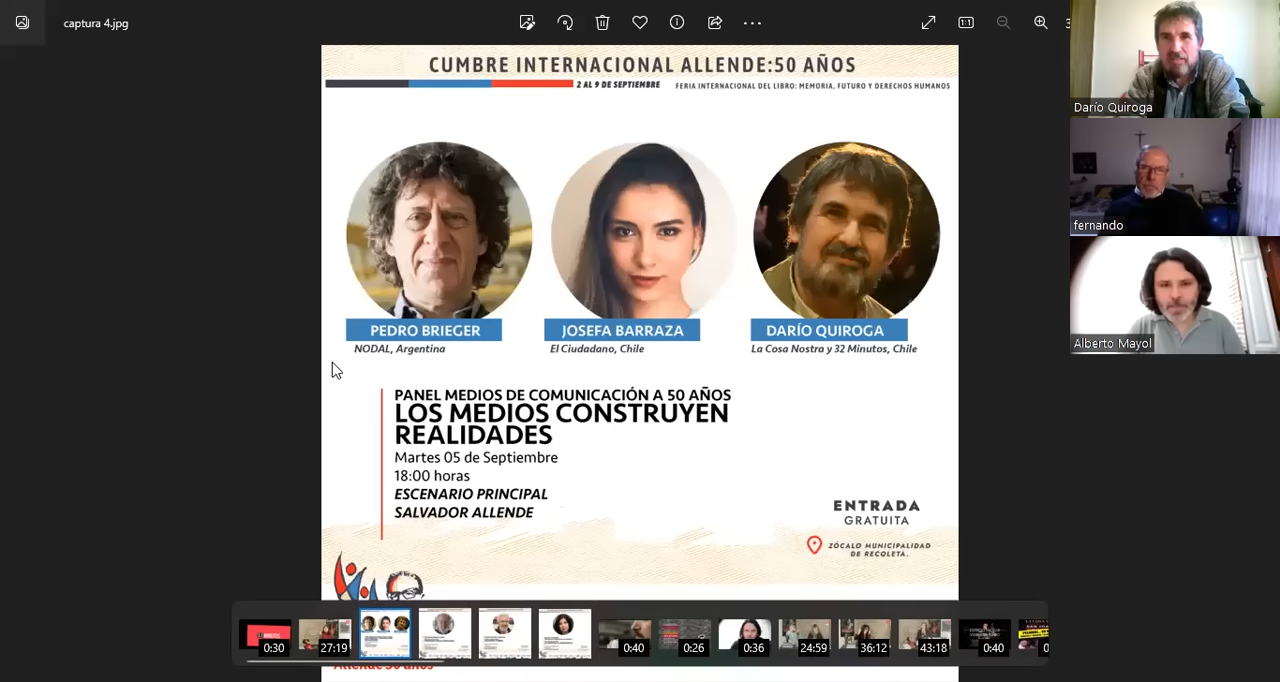 captura 4.jpg
CUMBRE INTERNACIONAL ALLENDE:50 AÑOS
2 AL 9 DE SEPTIEMBRE FERIA INTERNACIONAL DEL LIBRO: MEMORIA, FUTURO Y DERECHOS HUMANOS
PEDRO BRIEGER
NODAL, Argentina
JOSEFA BARRAZA
El Ciudadano, Chile
DARÍO QUIROGA
La Cosa Nostra y 32 Minutos, Chile
PANEL MEDIOS DE COMUNICACIÓN A 50 AÑOS
LOS MEDIOS CONSTRUYEN
REALIDADES
Martes 05 de Septiembre
18:00 horas
ESCENARIO PRINCIPAL
SALVADOR ALLENDE
ENTRADA
GRATUITA
ZÓCALO MUNICIPALIDAD
DE RECOLETA.
Allende 50 años
0:30
27:19
0:40
0:26
0:36
24:59
36:12
43:18
0:40
Darío Quiroga
fernando
Alberto Mayol